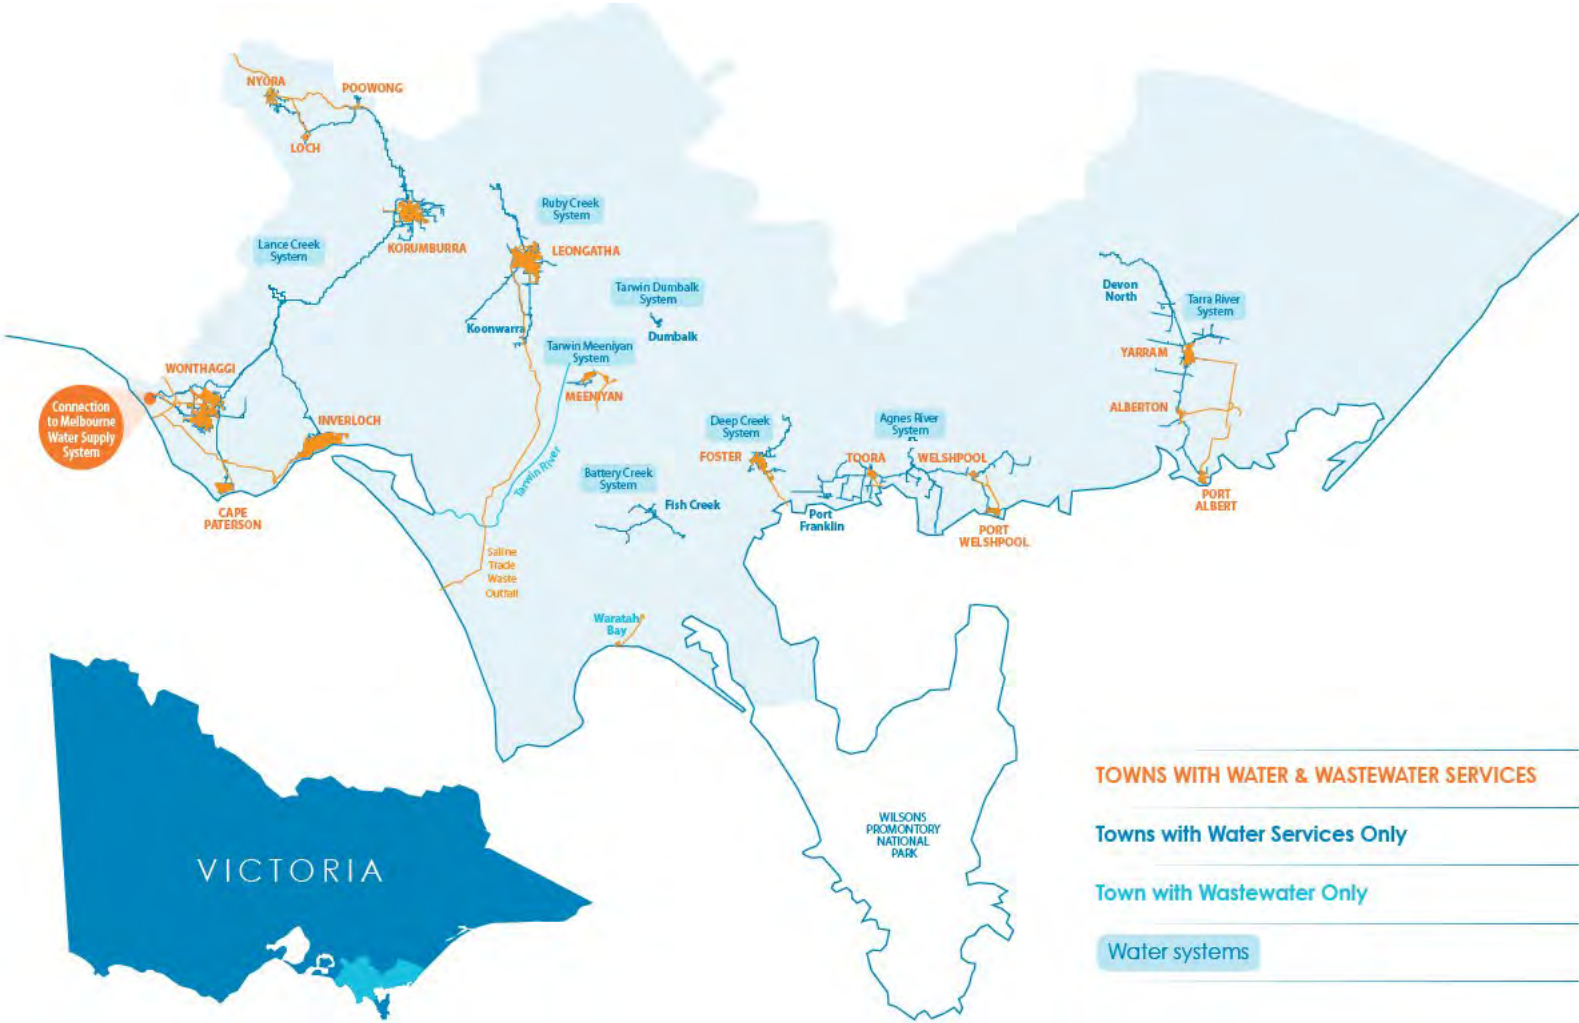 NYORA
POOWONG
LOCH
Ruby Creek
System
Lance Creek
System
KORUMBURRA
LEONGATHA
Tarwin Dumbalk
System
Devon
North
Tarra River
System
Koonwarra
Dumbalk
Tarwin Meeniyan
System
YARRAM
WONTHAGGI
MEENIYAN
Connection
to Melbourne
Water Supply
System
INVERLOCH
ALBERTON
Deep Creek
System
Agnes River
System
FOSTER
TOORA
WELSHPOOL
Tarwin River
Battery Creek
System
Fish Creek
CAPE
PATERSON
Port
Franklin
PORT
WELSHPOOL
PORT
ALBERT
Saline
Trade
Waste
Outfall
Waratah
Bay
WILSONS
PROMONTORY
NATIONAL
PARK
VICTORIA
TOWNS WITH WATER & WASTEWATER SERVICES
Towns with Water Services Only
Town with Wastewater Only
Water systems